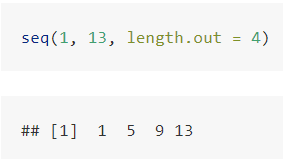 seq(1, 13, length.out = 4)
## [1]  1  5  9 13